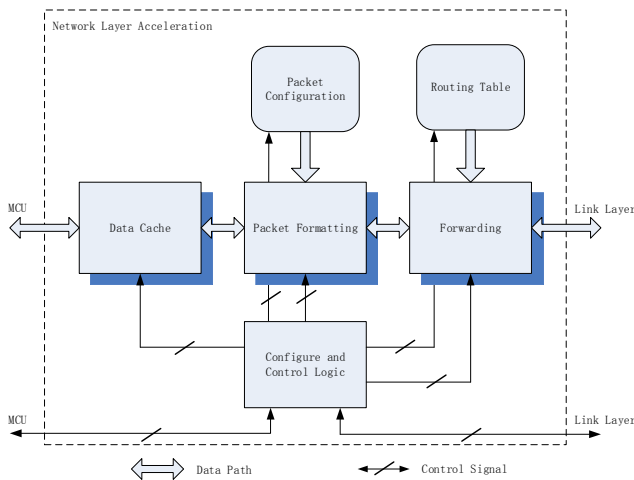 Network Layer Acceleration
Packet
Configuration
Routing Table
MCU
Data Cache
Packet Formatting
Forwarding
Link Layer
Configure and
Control Logic
MCU
Link Layer
Data Path
Control Signal